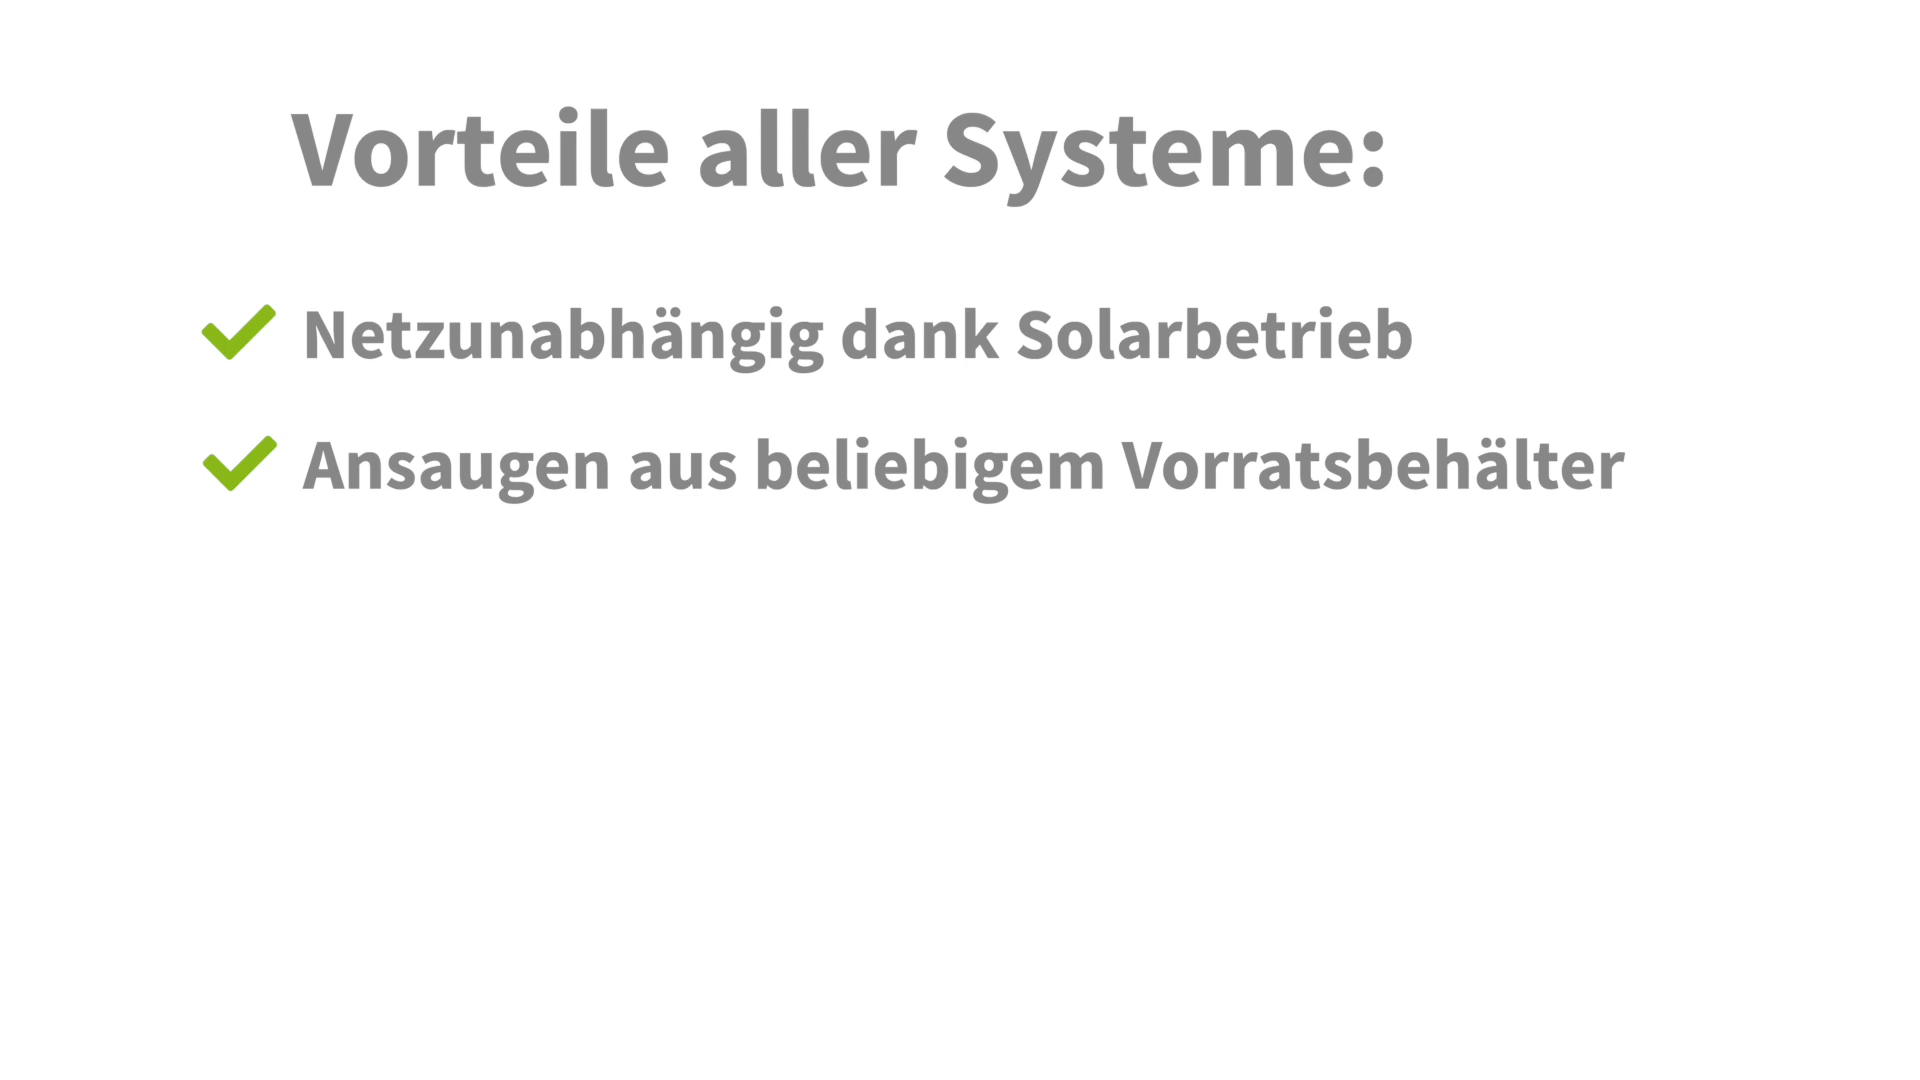 Vorteile aller Systeme:
Netzunabhängig dank Solarbetrieb
Ansaugen aus beliebigem Vorratsbehälter